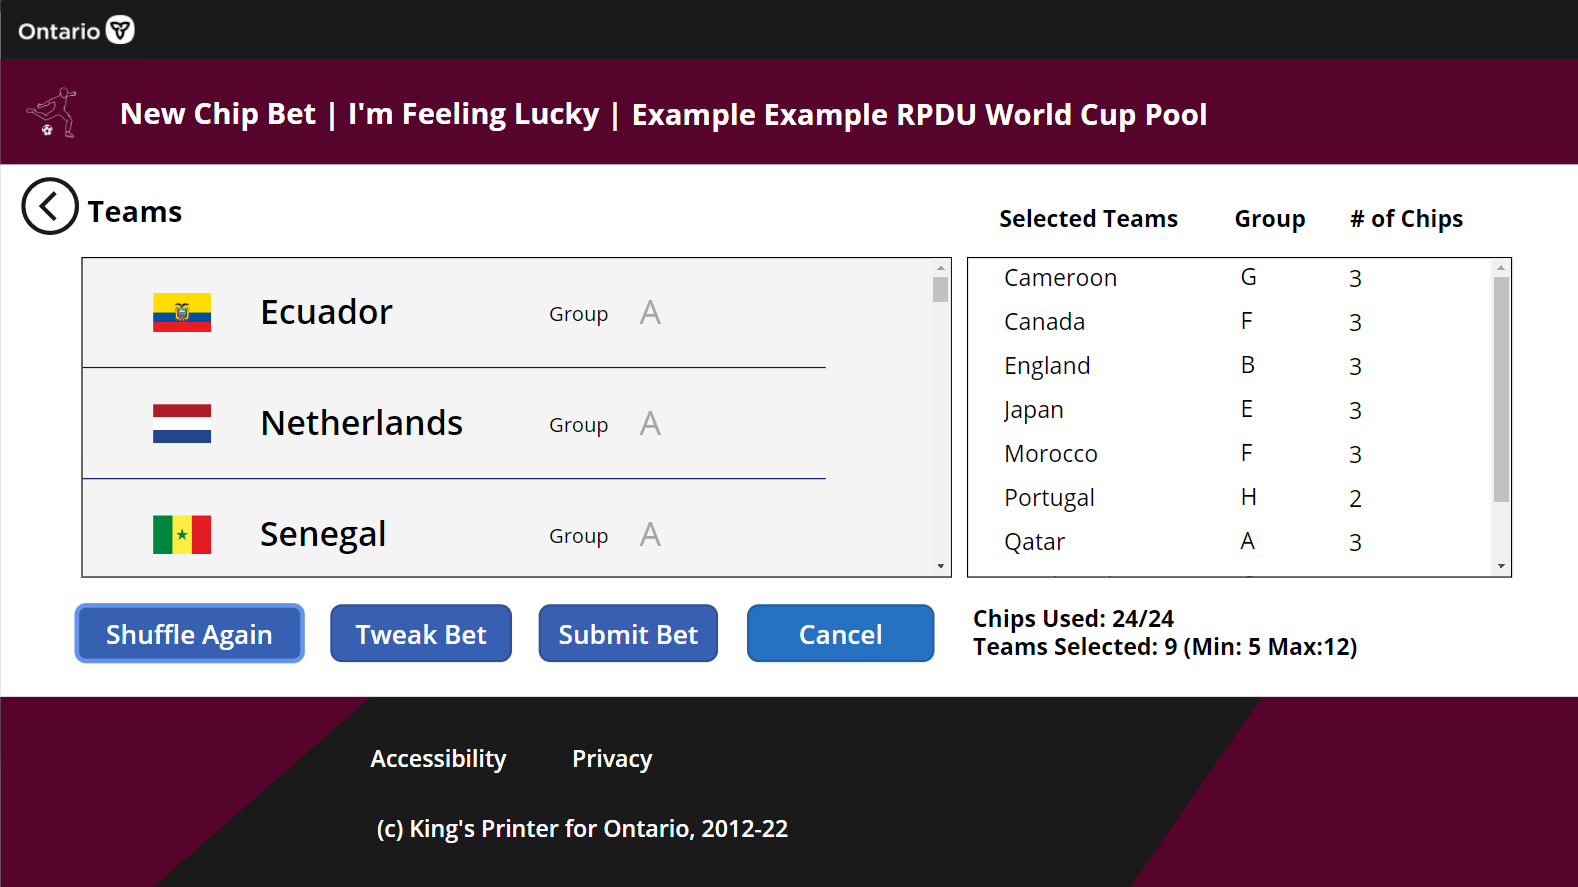 Ontario
New Chip Bet | I'm Feeling Lucky | Example Example RPDU World Cup Pool
Teams
Selected Teams Group # of Chips
Ecuador Group A
Netherlands Group A
Senegal Group A
Cameroon G 3
Canada F 3
England B 3
Japan E 3
Morocco F 3
Portugal H 2
Qatar A 3
Shuffle Again Tweak Bet Submit Bet Cancel
Chips Used: 24/24
Teams Selected: 9 (Min: 5 Max:12)
Accessibility Privacy
(c) King's Printer for Ontario, 2012-22